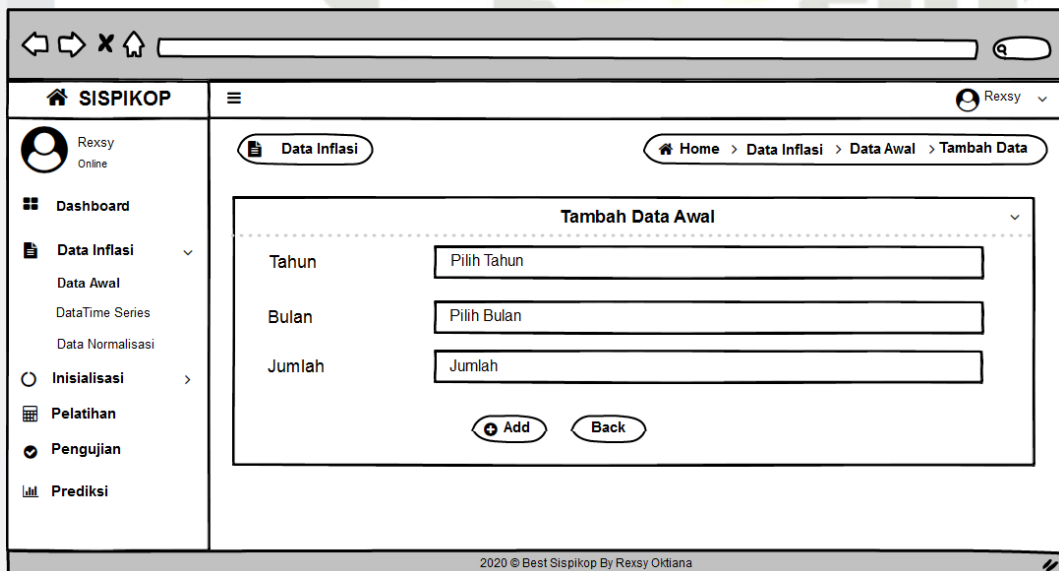 SISPIKOP
Rexsy
Rexsy
Online
Dashboard
Data Inflasi
Data Awal
DataTime Series
Data Normalisasi
Inisialisasi
Pelatihan
Pengujian
Prediksi
Data Inflasi
Home > Data Inflasi > Data Awal > Tambah Data
Tambah Data Awal
Tahun
Pilih Tahun
Bulan
Pilih Bulan
Jumlah
Jumlah
Add
Back
2020 © Best Sispikop By Rexsy Oktiana